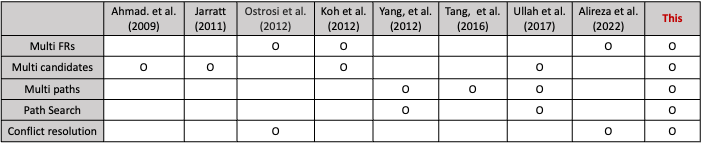 Ahmad. et al. (2009) Jarratt (2011) Ostrosi et al. (2012) Koh et al. (2012) Yang, et al. (2012) Tang, et al. (2016) Ullah et al. (2017) Alireza et al. (2022) This
Multi FRs O O O O
Multi candidates O O O O O
Multi paths O O O O
Path Search O O O
Conflict resolution O O O